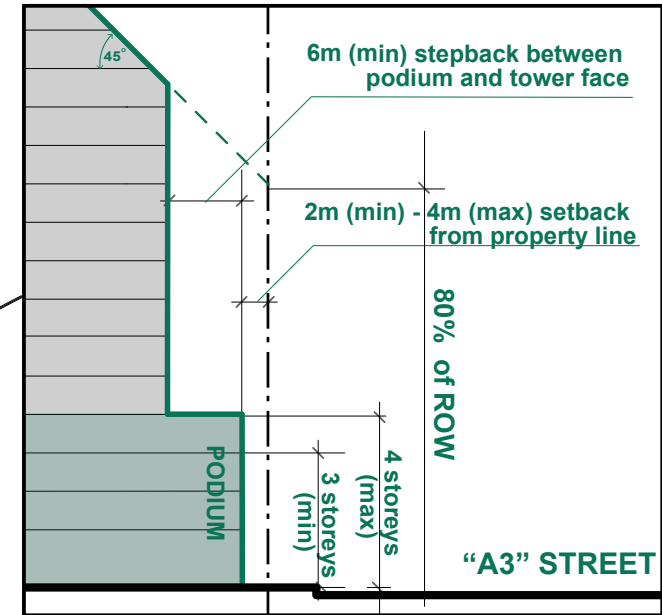 45°
6m (min) stepback between
podium and tower face
2m (min) - 4m (max) setback
from property line
80% of ROW
PODIUM
3 storeys
(min)
4 storeys
(max)
“A3” STREET